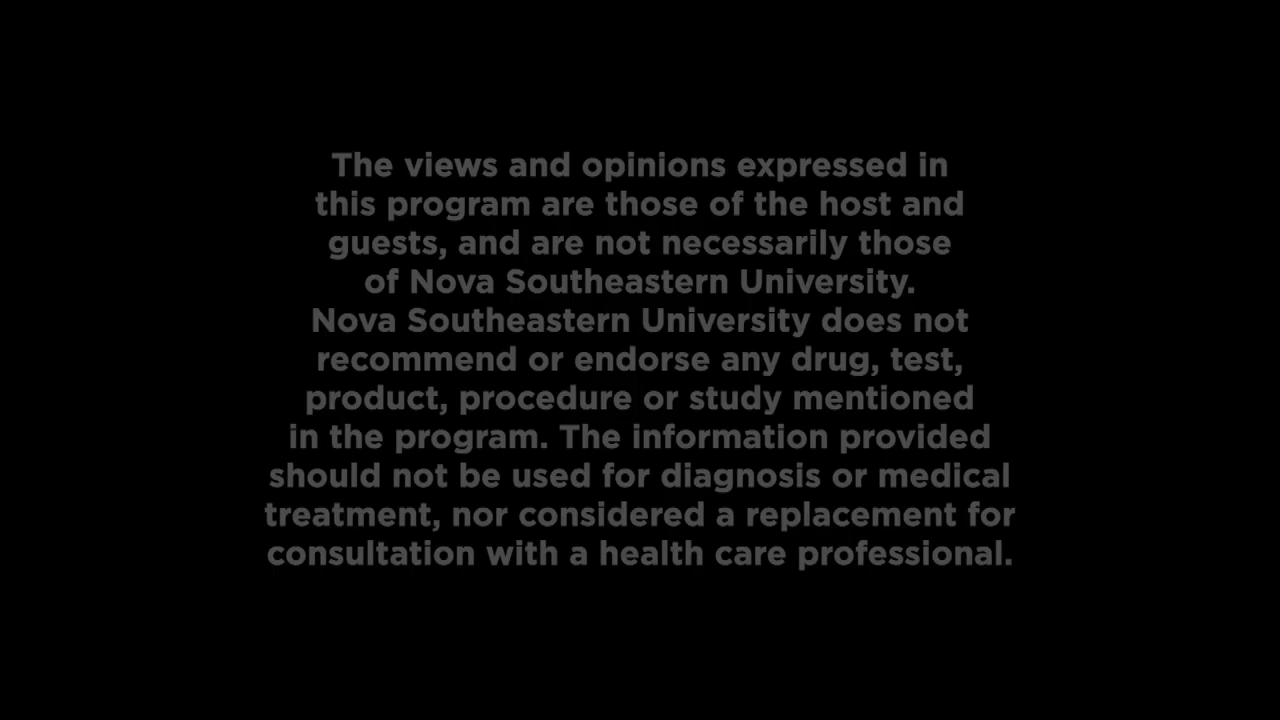 The views and opinions expressed in
this program are those of the host and
guests, and are not necessarily those
of Nova Southeastern University.
Nova Southeastern University does not
recommend or endorse any drug, test,
product, procedure or study mentioned
in the program. The information provided
should not be used for diagnosis or medical
treatment, nor considered a replacement for
consultation with a health care professional.